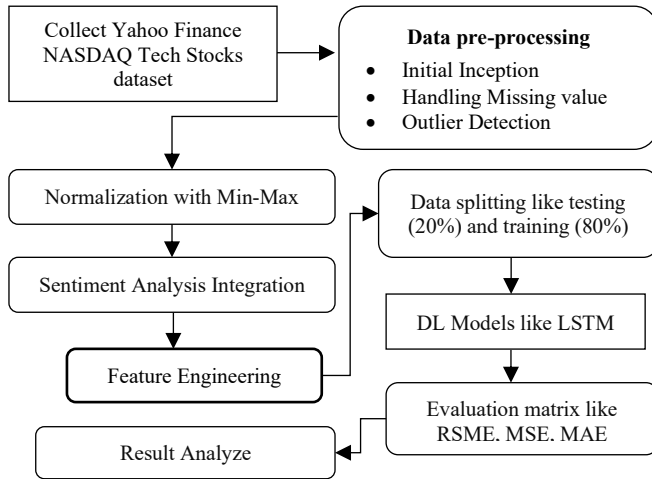 Collect Yahoo Finance
NASDAQ Tech Stocks
dataset
Data pre-processing
• Initial Inception
• Handling Missing value
• Outlier Detection
Normalization with Min-Max
Sentiment Analysis Integration
Feature Engineering
Data splitting like testing
(20%) and training (80%)
DL Models like LSTM
Evaluation matrix like
RSME, MSE, MAE
Result Analyze